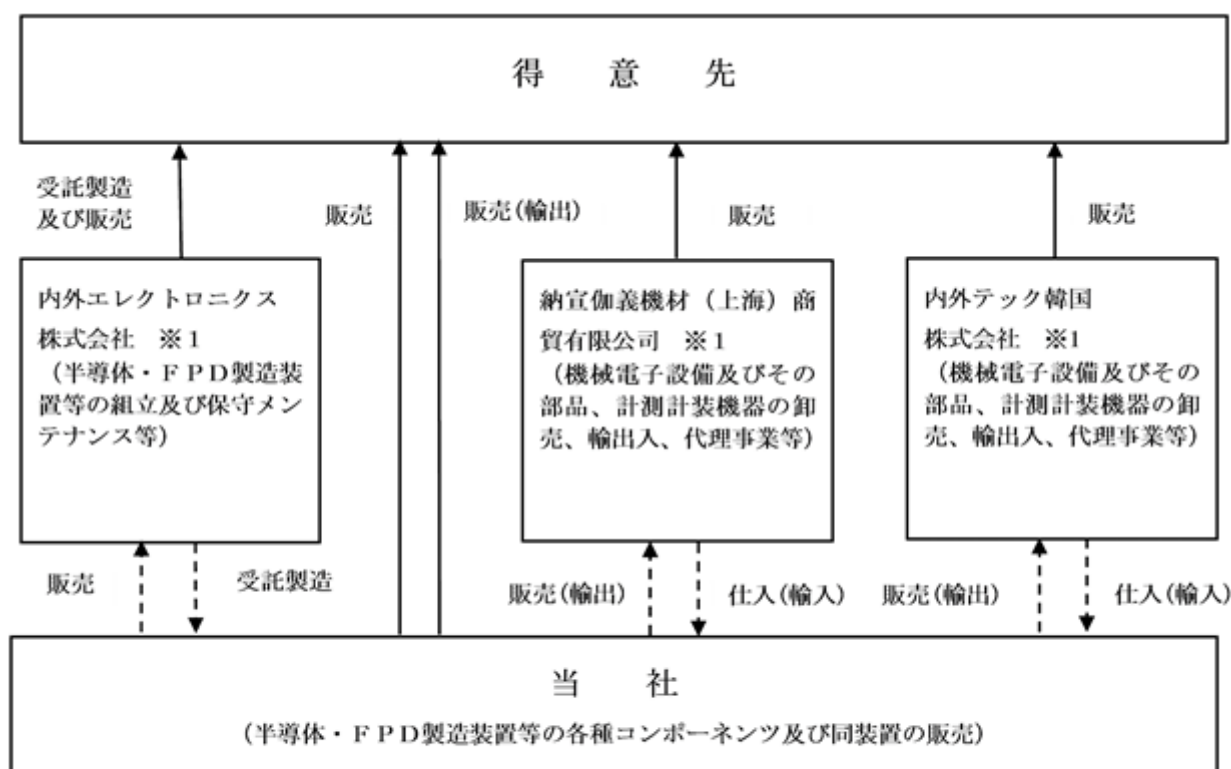 得　意　先
受託製造
及び販売
販売
販売(輸出)
販売
販売
内外エレクトロニクス
株式会社　※１
（半導体・ＦＰＤ製造装
置等の組立及び保守メン
テナンス等）
納宣伽義機材（上海）商
貿有限公司　※１
（機械電子設備及びその
部品、計測計装機器の卸
売、輸出入、代理事業等）
内外テック韓国
株式会社　※１
（機械電子設備及びその
部品、計測計装機器の卸
売、輸出入、代理事業等）
販売
受託製造
販売(輸出)
仕入(輸入)
販売(輸出)
仕入(輸入)
当　社
（半導体・ＦＰＤ製造装置等の各種コンポーネンツ及び同装置の販売）